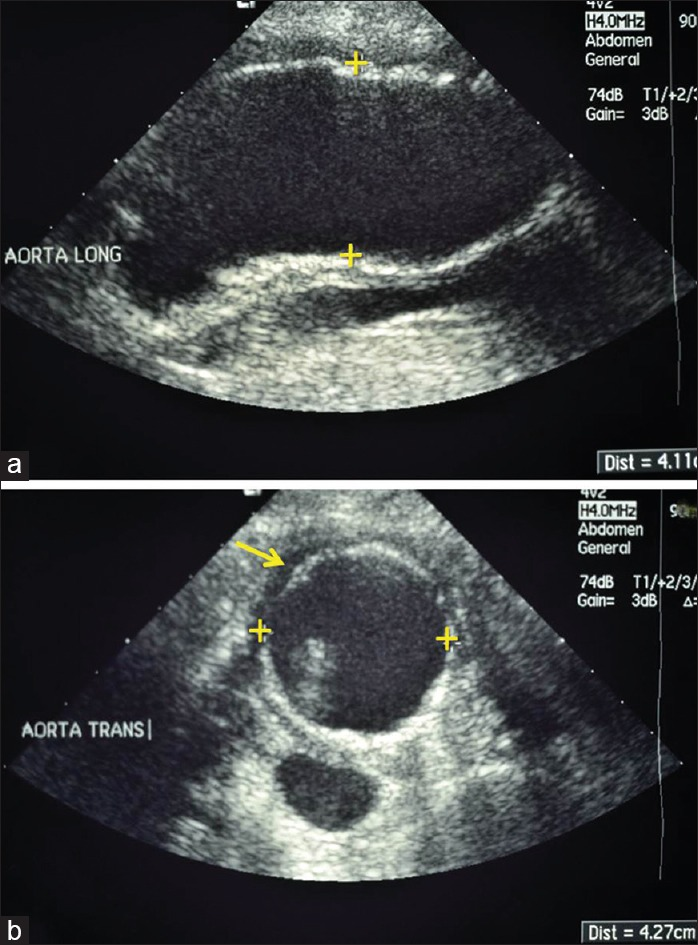 4V2
H4.0MHz 90
Abdomen
General
74dB T1/+2/3
Gain= 3dB
AORTA LONG
Dist = 4.11c
a
4V2
H4.0MHz
Abdomen
General
74dB T1/+2/3/
Gain= 3dB Δ=
AORTA TRANS
Dist = 4.27cm
b